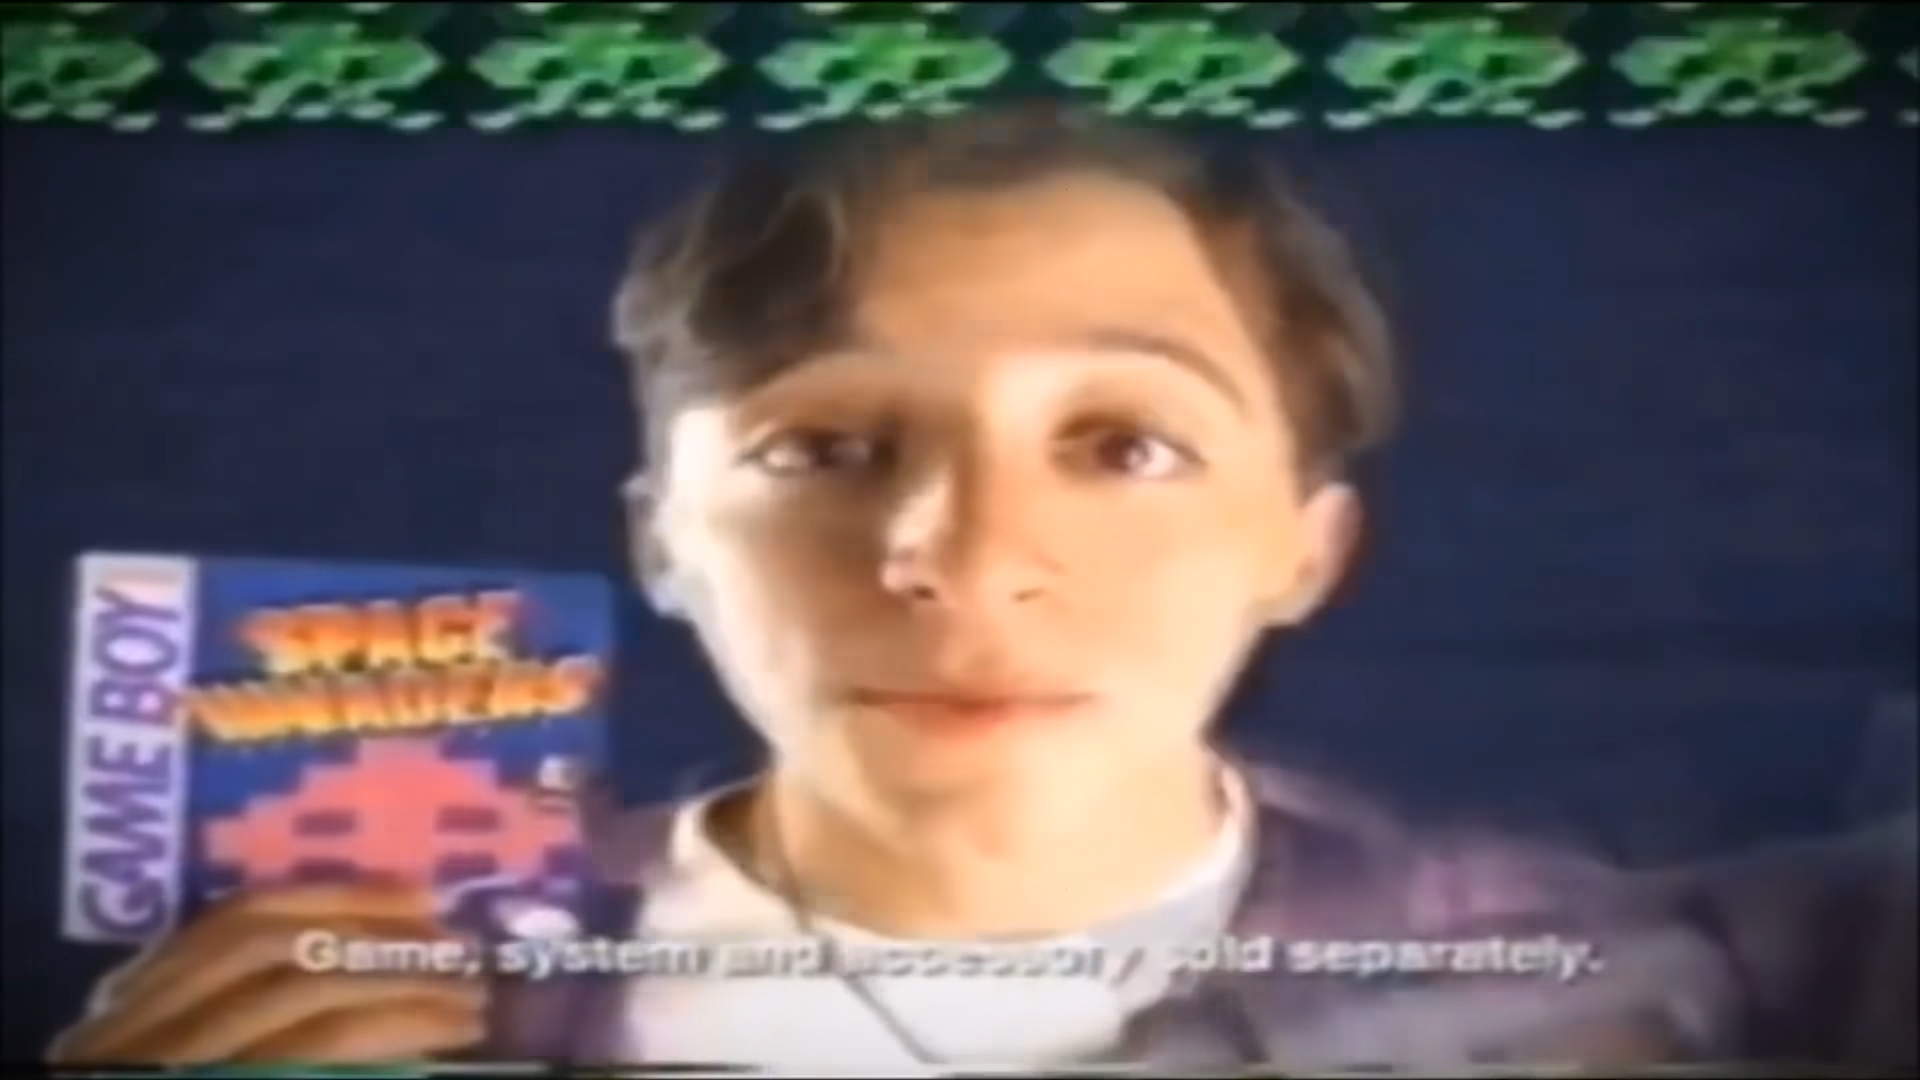 GAME BOY
SPACE
INVADERS
Game, system and accessory sold separately.